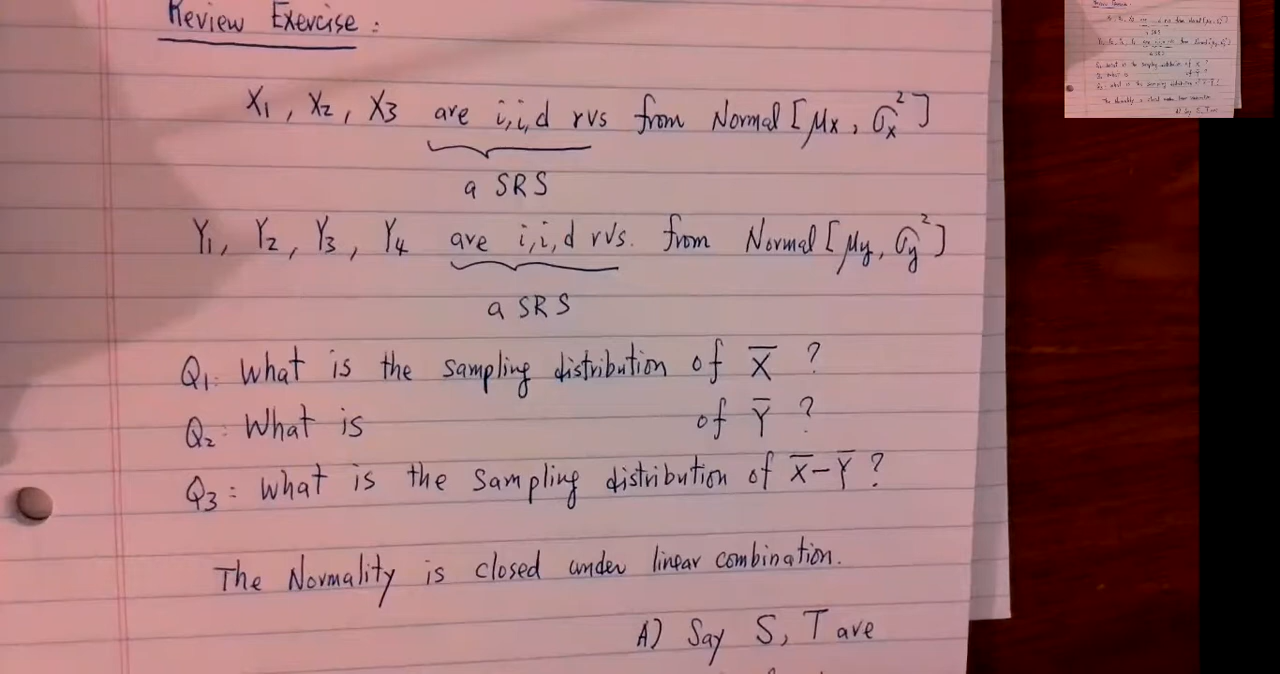 Review Exercise :
X1, X2, X3 are i,i,d rvs from Normal [μx, σx²]
a SRS
Y1, Y2, Y3, Y4 are i,i,d rvs. from Normal [μy, σy²]
a SRS
Q1: What is the sampling distribution of X̅ ?
Q2: What is of Y̅ ?
Q3: What is the sampling distribution of X̅-Y̅ ?
The Normality is closed under linear combination.
A) Say S, T are